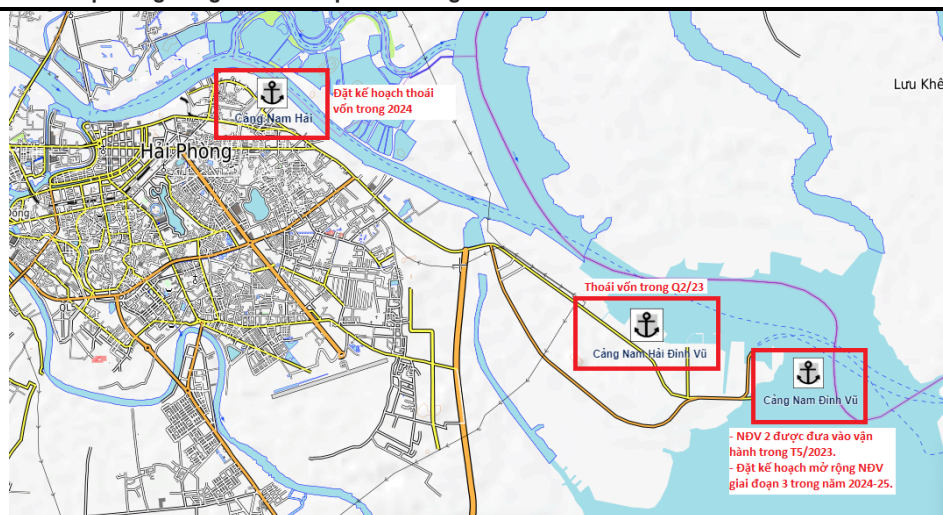 Đặt kế hoạch thoái
vốn trong 2024
Cảng Nam Hải
Lưu Khê
Hải Phòng
Thoái vốn trong Q2/23
Cảng Nam Hải Đình Vũ
Cảng Nam Đình Vũ
- NĐV 2 được đưa vào vận
hành trong T5/2023.
- Đặt kế hoạch mở rộng NĐV
giai đoạn 3 trong năm 2024-25.